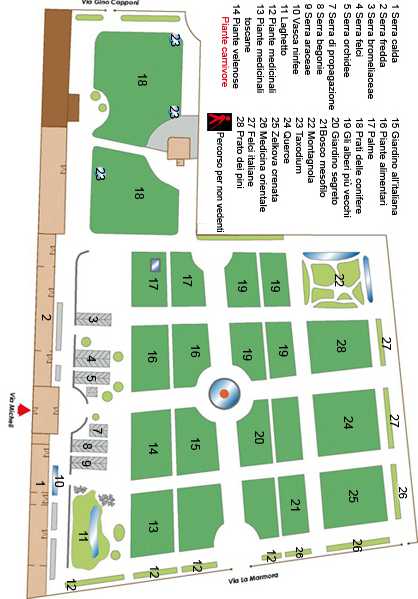 1 Serra calda
2 Serra fredda
3 Serra bromeliaceae
4 Serra felci
5 Serra orchidee
7 Serra di propagazione
8 Serra begonie
9 Serra araceae
10 Vasca ninfee
11 Laghetto
12 Piante medicinali
13 Piante medicinali
toscane
14 Piante velenose
Piante carnivore
15 Giardino all'italiana
16 Piante alimentari
17 Palme
18 Prati delle conifere
19 Gli alberi più vecchi
20 Giardino segreto
21Bosco mesofilo
22 Montagnola
23 Taxodium
24 Querce
25 Zelkova crenata
26 Medicina orientale
27 Felci italiane
28 Prato dei pini
Percorso per non vedenti
Via Gino Capponi
23
18
23
23
18
22
17
17
19
19
2
3
16
16
19
19
28
27
4
5
Via Micheli
7
8
9
14
15
20
24
27
1
10
11
13
21
25
26
12
12
12
12
26
26
Via La Marmora